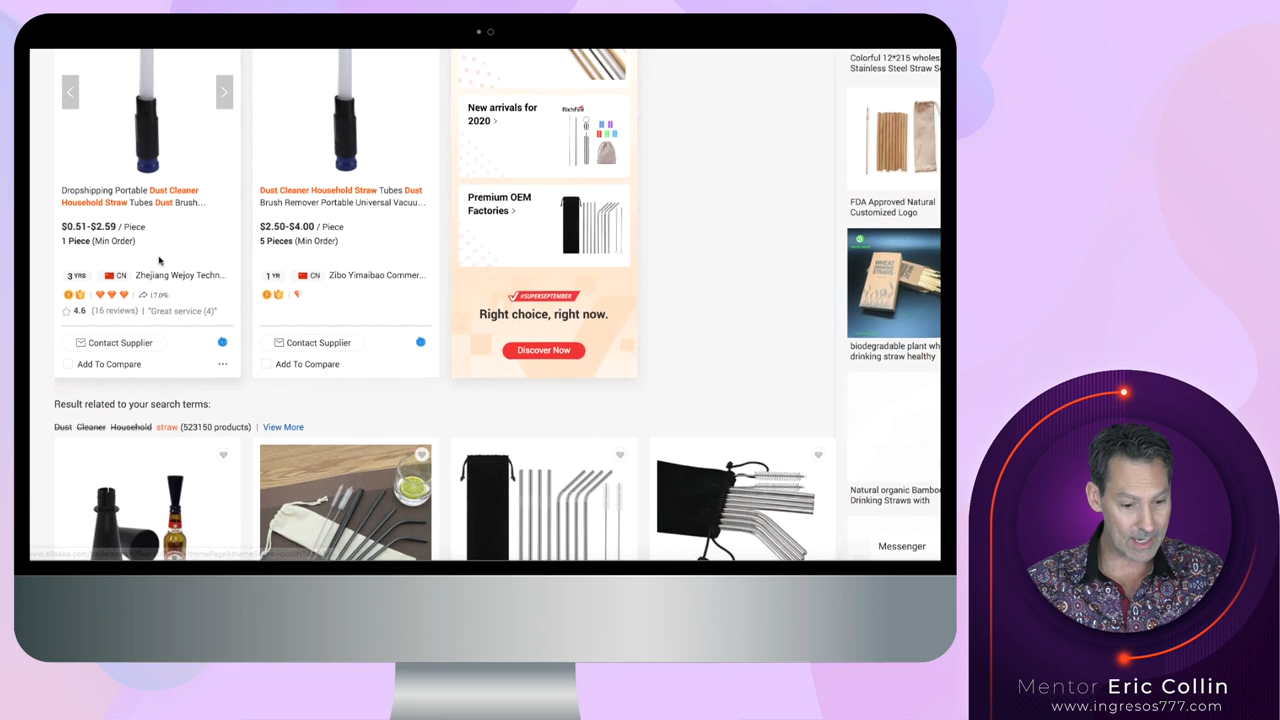 Dropshipping Portable Dust Cleaner
Household Straw Tubes Dust Brush...
$0.51-$2.59 / Piece
1 Piece (Min Order)
3 YRS CN Zhejiang Wejoy Techn...
17.0%
4.6 (16 reviews) | "Great service (4)"
Contact Supplier
Add To Compare
Dust Cleaner Household Straw Tubes Dust
Brush Remover Portable Universal Vacuu...
$2.50-$4.00 / Piece
5 Pieces (Min Order)
1 YR CN Zibo Yimaibao Commer...
Contact Supplier
Add To Compare
New arrivals for
2020 >
RichFire
Premium OEM
Factories >
#SUPERSEPTEMBER
Right choice, right now.
Discover Now
Colorful 12*215 wholes
Stainless Steel Straw S
FDA Approved Natural
Customized Logo
WHEAT
biodegradable plant wh
drinking straw healthy
Natural organic Bambo
Drinking Straws with
Messenger
Result related to your search terms:
Dust Cleaner Household straw (523150 products) | View More
Mentor Eric Collin
www.ingresos777.com